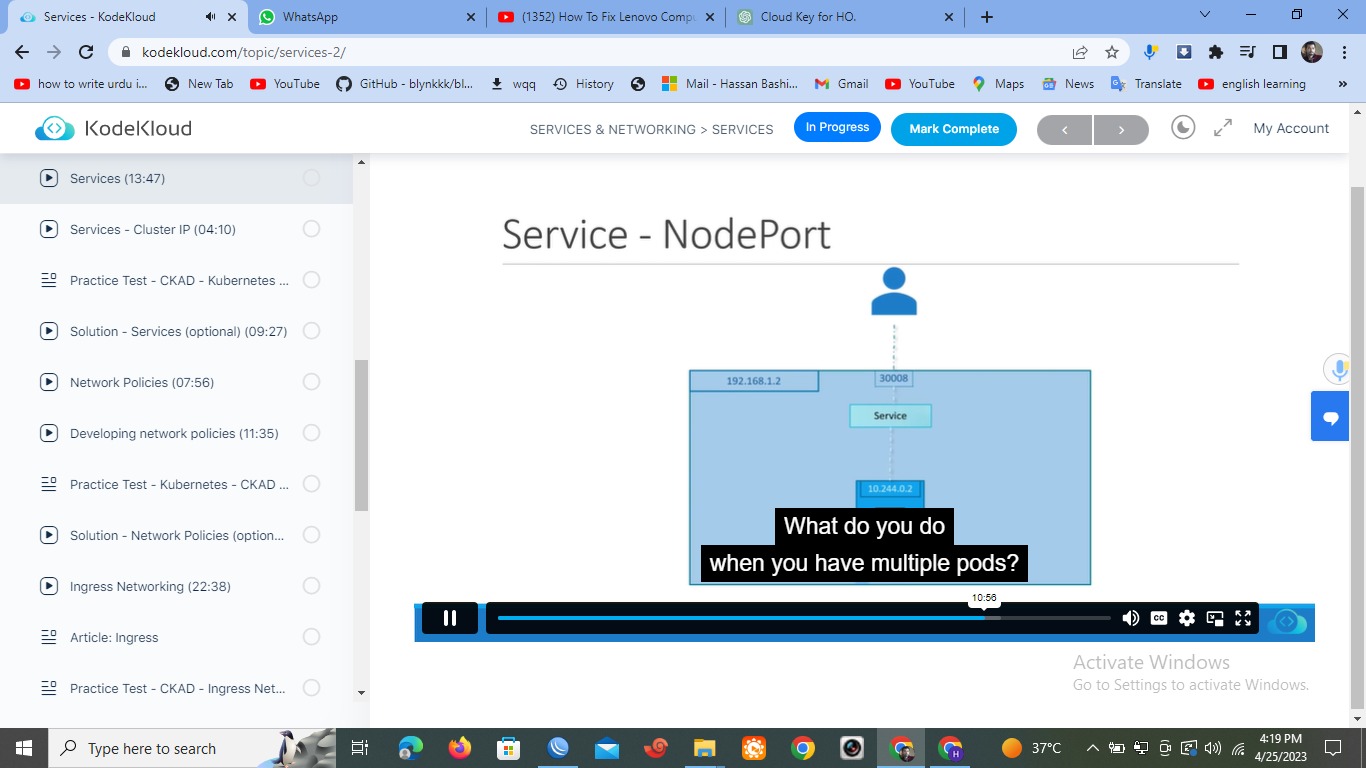 Services - KodeKloud
WhatsApp
(1352) How To Fix Lenovo Compu
Cloud Key for HO.
kodekloud.com/topic/services-2/
how to write urdu i...
New Tab
YouTube
GitHub - blynkkk/bl...
wqq
History
Mail - Hassan Bashi...
Gmail
YouTube
Maps
News
Translate
english learning
»
KodeKloud
SERVICES & NETWORKING > SERVICES
In Progress
Mark Complete
My Account
Services (13:47)
Services - Cluster IP (04:10)
Practice Test - CKAD - Kubernetes ...
Solution - Services (optional) (09:27)
Network Policies (07:56)
Developing network policies (11:35)
Practice Test - Kubernetes - CKAD ...
Solution - Network Policies (option...
Ingress Networking (22:38)
Article: Ingress
Practice Test - CKAD - Ingress Net...
Service - NodePort
192.168.1.2
30008
Service
10.244.0.2
What do you do
when you have multiple pods?
10:56
CC
Activate Windows
Go to Settings to activate Windows.
Type here to search
H
37°C
4:19 PM
4/25/2023